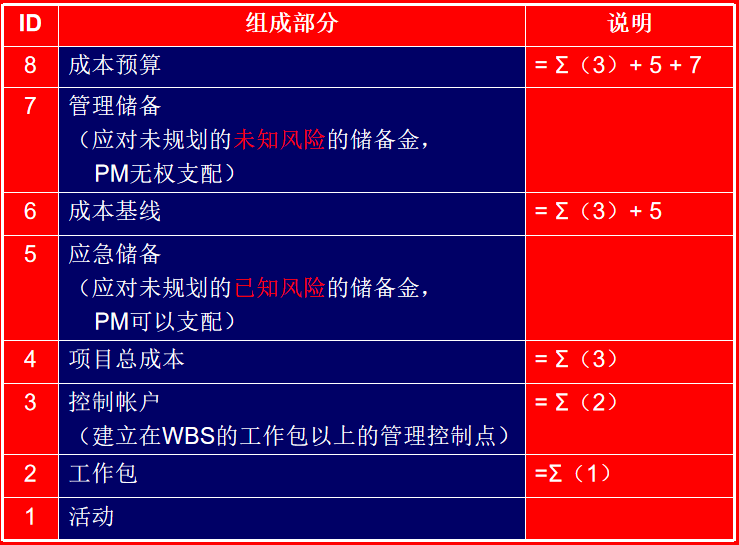 ID 组成部分 说明
8 成本预算 = Σ（3）+ 5 + 7
7 管理储备
（应对未规划的未知风险的储备金，
PM无权支配）
6 成本基线 = Σ（3）+ 5
5 应急储备
（应对未规划的已知风险的储备金，
PM可以支配）
4 项目总成本 = Σ（3）
3 控制帐户 = Σ（2）
（建立在WBS的工作包以上的管理控制点）
2 工作包 =Σ（1）
1 活动